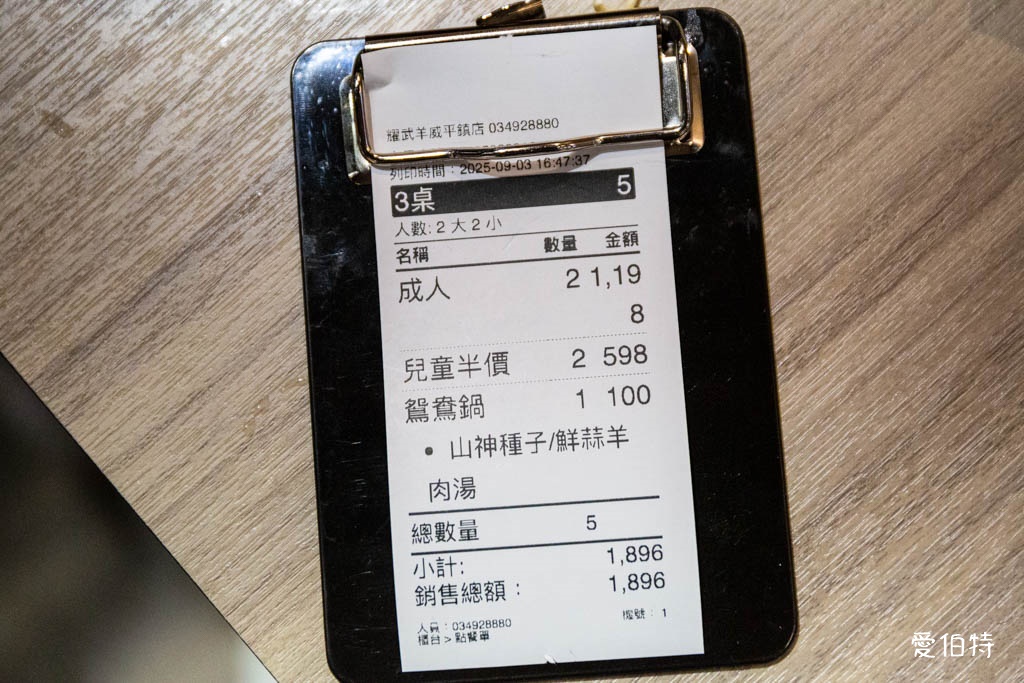 耀武羊威平鎮店 034928880
列印時間：2025-09-03 16:47:37
3桌 5
人數: 2 大 2 小
名稱 數量 金額
成人 2 1,19
8
兒童半價 2 598
鴛鴦鍋 1 100
• 山神種子/鮮蒜羊
肉湯
總數量 5
小計: 1,896
銷售總額： 1,896
人員：034928880 機號： 1
櫃台 > 點餐單
愛伯特